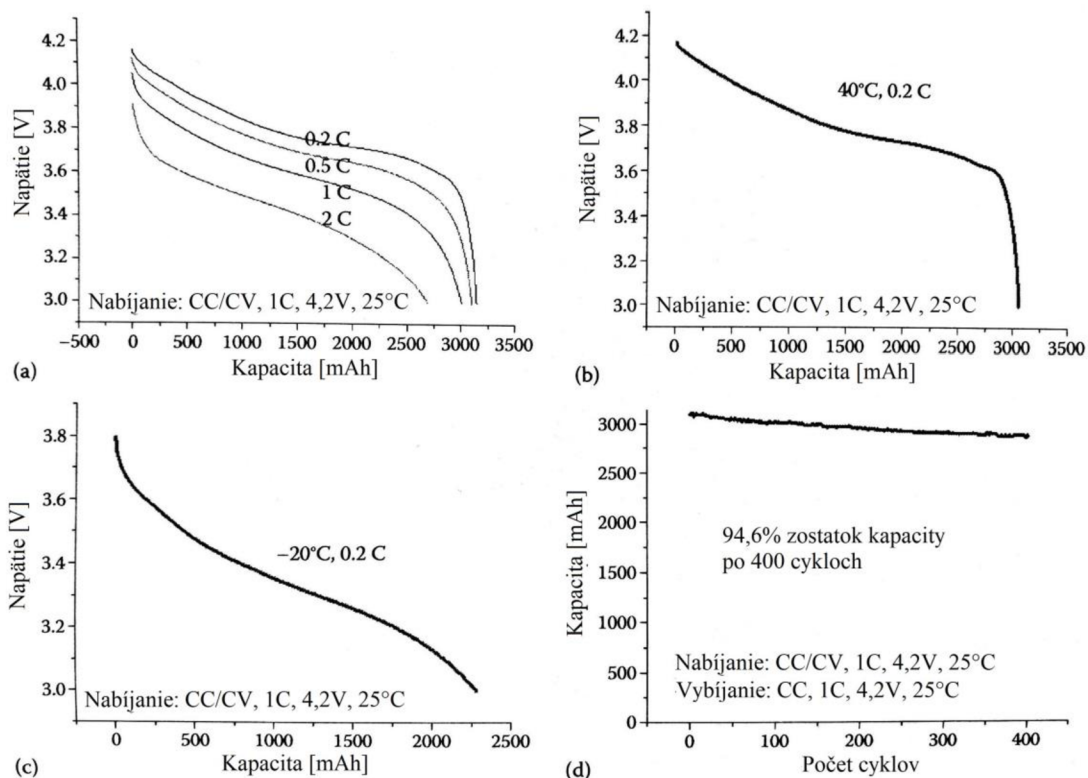 4.2
4.0
3.8
3.6
3.4
3.2
3.0
Napätie [V]
0.2 C
0.5 C
1 C
2 C
Nabíjanie: CC/CV, 1C, 4,2V, 25°C
−500
0
500
1000
1500
2000
2500
3000
3500
Kapacita [mAh]
(a)
4.2
4.0
3.8
3.6
3.4
3.2
3.0
Napätie [V]
40°C, 0.2 C
Nabíjanie: CC/CV, 1C, 4,2V, 25°C
0
500
1000
1500
2000
2500
3000
3500
Kapacita [mAh]
(b)
3.8
3.6
3.4
3.2
3.0
Napätie [V]
−20°C, 0.2 C
Nabíjanie: CC/CV, 1C, 4,2V, 25°C
0
500
1000
1500
2000
2500
Kapacita [mAh]
(c)
3000
2750
2500
2000
1750
1500
1000
500
0
Kapacita [mAh]
94,6% zostatok kapacity
po 400 cykloch
Nabíjanie: CC/CV, 1C, 4,2V, 25°C
Vybíjanie: CC, 1C, 4,2V, 25°C
0
100
200
300
400
Počet cyklov
(d)